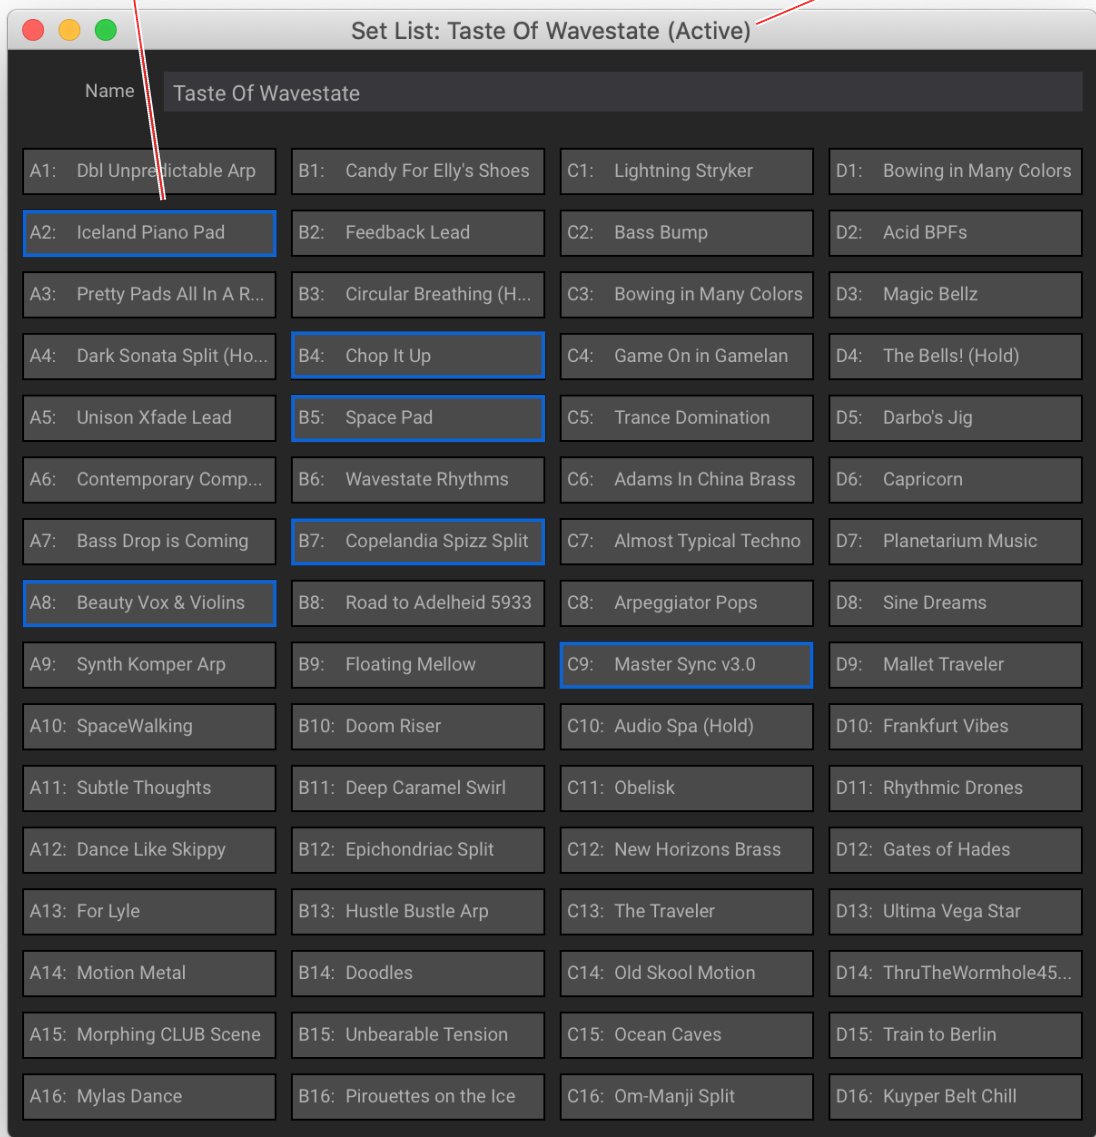 Set List: Taste Of Wavestate (Active)
Name Taste Of Wavestate
A1: Dbl Unpredictable Arp B1: Candy For Elly's Shoes C1: Lightning Stryker D1: Bowing in Many Colors
A2: Iceland Piano Pad B2: Feedback Lead C2: Bass Bump D2: Acid BPFs
A3: Pretty Pads All In A R... B3: Circular Breathing (H... C3: Bowing in Many Colors D3: Magic Bellz
A4: Dark Sonata Split (Ho... B4: Chop It Up C4: Game On in Gamelan D4: The Bells! (Hold)
A5: Unison Xfade Lead B5: Space Pad C5: Trance Domination D5: Darbo's Jig
A6: Contemporary Comp... B6: Wavestate Rhythms C6: Adams In China Brass D6: Capricorn
A7: Bass Drop is Coming B7: Copelandia Spizz Split C7: Almost Typical Techno D7: Planetarium Music
A8: Beauty Vox & Violins B8: Road to Adelheid 5933 C8: Arpeggiator Pops D8: Sine Dreams
A9: Synth Komper Arp B9: Floating Mellow C9: Master Sync v3.0 D9: Mallet Traveler
A10: SpaceWalking B10: Doom Riser C10: Audio Spa (Hold) D10: Frankfurt Vibes
A11: Subtle Thoughts B11: Deep Caramel Swirl C11: Obelisk D11: Rhythmic Drones
A12: Dance Like Skippy B12: Epichondriac Split C12: New Horizons Brass D12: Gates of Hades
A13: For Lyle B13: Hustle Bustle Arp C13: The Traveler D13: Ultima Vega Star
A14: Motion Metal B14: Doodles C14: Old Skool Motion D14: ThruTheWormhole45...
A15: Morphing CLUB Scene B15: Unbearable Tension C15: Ocean Caves D15: Train to Berlin
A16: Mylas Dance B16: Pirouettes on the Ice C16: Om-Manji Split D16: Kuyper Belt Chill